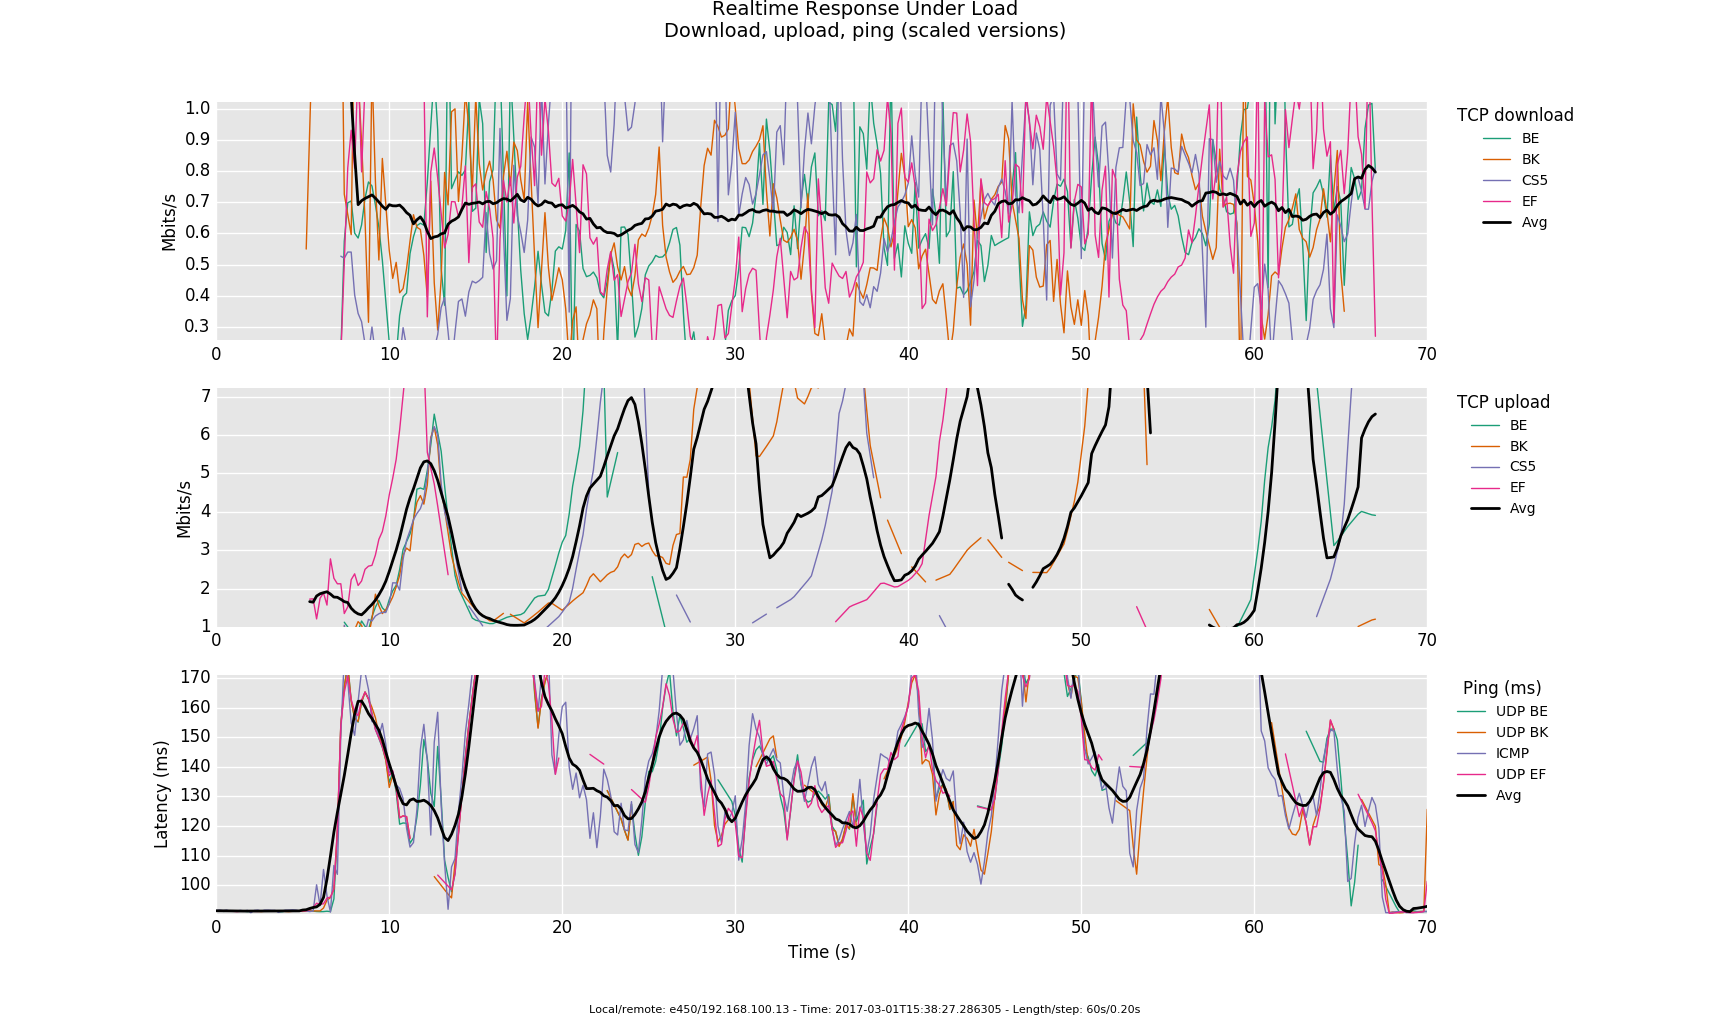 Realtime Response Under Load
Download, upload, ping (scaled versions)
Mbits/s
1.0
0.9
0.8
0.7
0.6
0.5
0.4
0.3
0 10 20 30 40 50 60 70
TCP download
BE
BK
CS5
EF
Avg
Mbits/s
7
6
5
4
3
2
1
0 10 20 30 40 50 60 70
TCP upload
BE
BK
CS5
EF
Avg
Latency (ms)
170
160
150
140
130
120
110
100
0 10 20 30 40 50 60 70
Time (s)
Ping (ms)
UDP BE
UDP BK
ICMP
UDP EF
Avg
Local/remote: e450/192.168.100.13 - Time: 2017-03-01T15:38:27.286305 - Length/step: 60s/0.20s